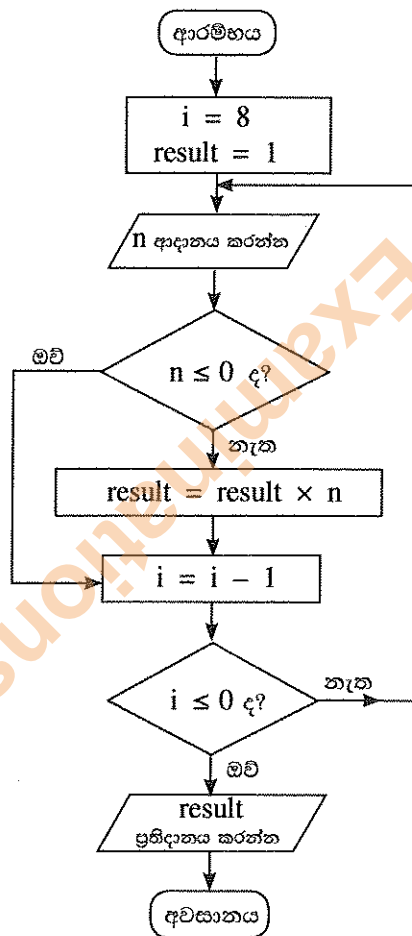 ආරම්භය
i = 8
result = 1
n ආදානය කරන්න
n ≤ 0 ද?
ඔව්
නැත
result = result × n
i = i – 1
i ≤ 0 ද?
නැත
ඔව්
result
ප්‍රතිදානය කරන්න
අවසානය
Examinations